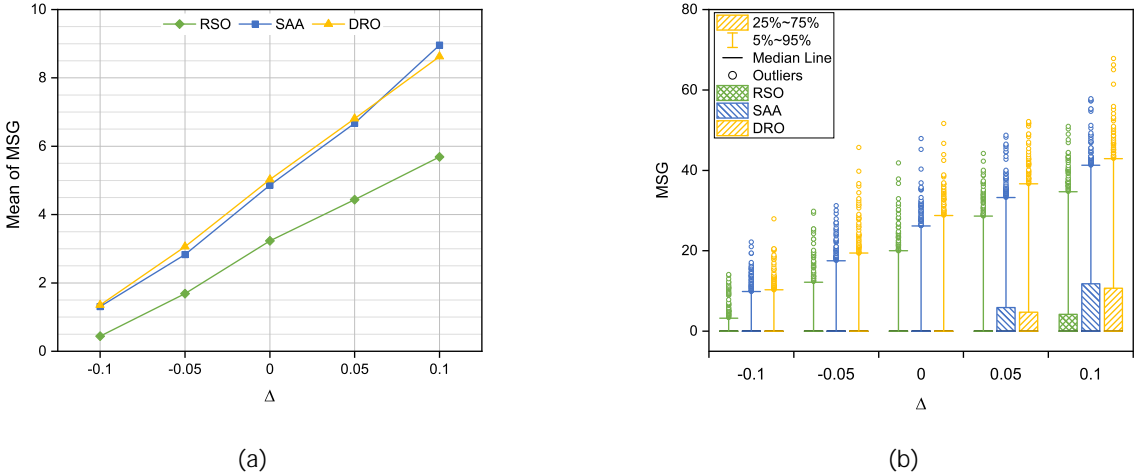 RSO SAA DRO
10
8
6
4
2
0
Mean of MSG
-0.1 -0.05 0 0.05 0.1
Δ
(a)
25%~75%
5%~95%
Median Line
Outliers
RSO
SAA
DRO
80
60
40
20
0
MSG
-0.1 -0.05 0 0.05 0.1
Δ
(b)